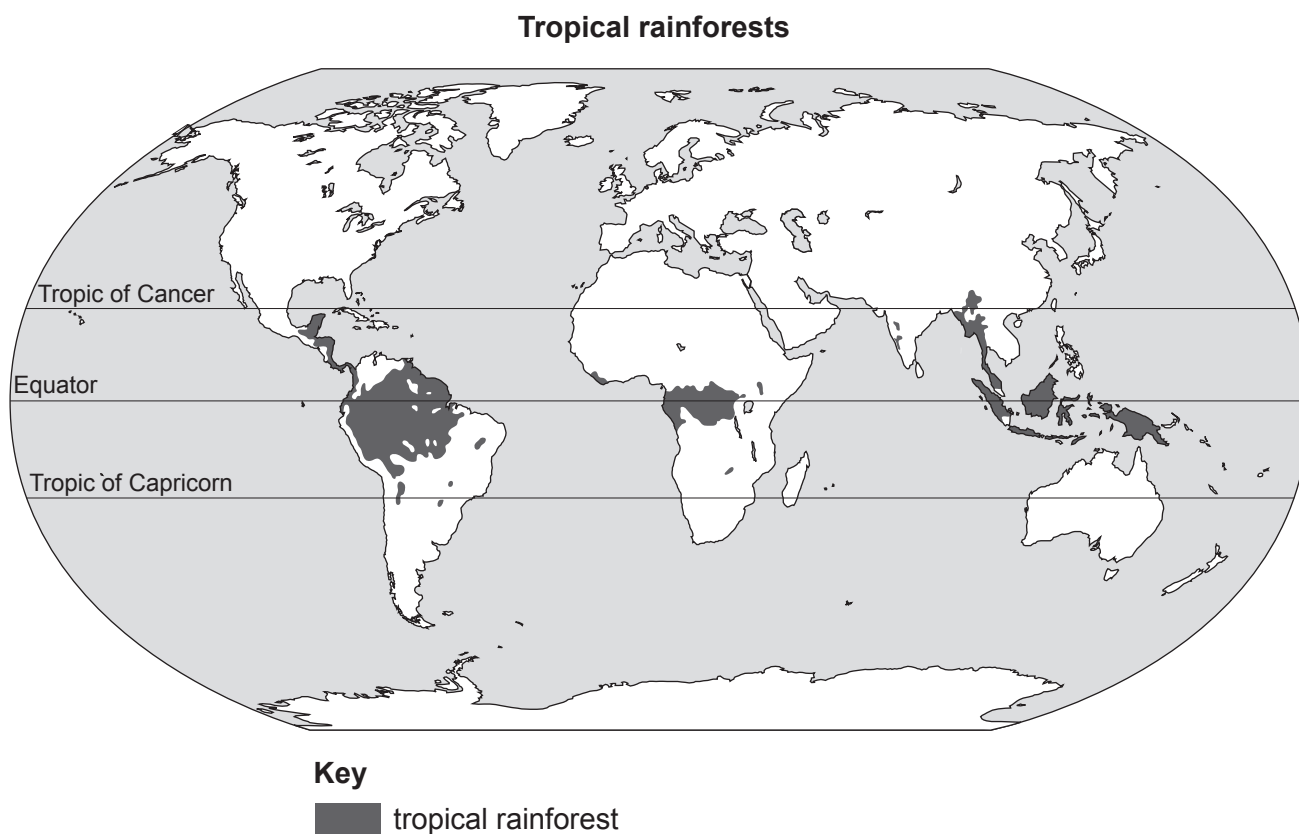 Tropical rainforests
Tropic of Cancer
Equator
Tropic of Capricorn
Key
tropical rainforest